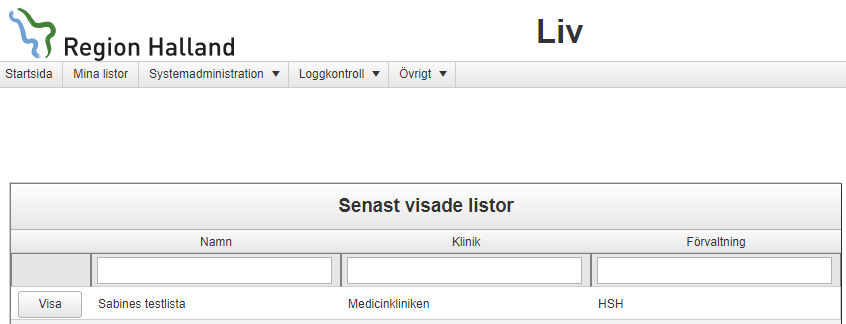 Region Halland
Liv
Startsida Mina listor Systemadministration Loggkontroll Övrigt
Senast visade listor
Namn Klinik Förvaltning
Visa Sabines testlista Medicinkliniken HSH